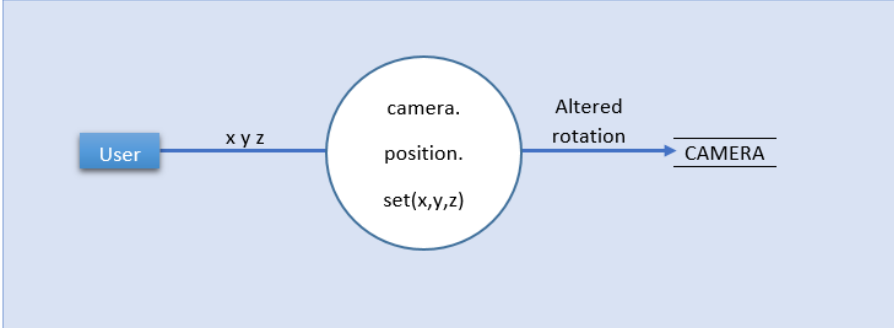 User
x y z
camera.
position.
set(x,y,z)
Altered
rotation
CAMERA